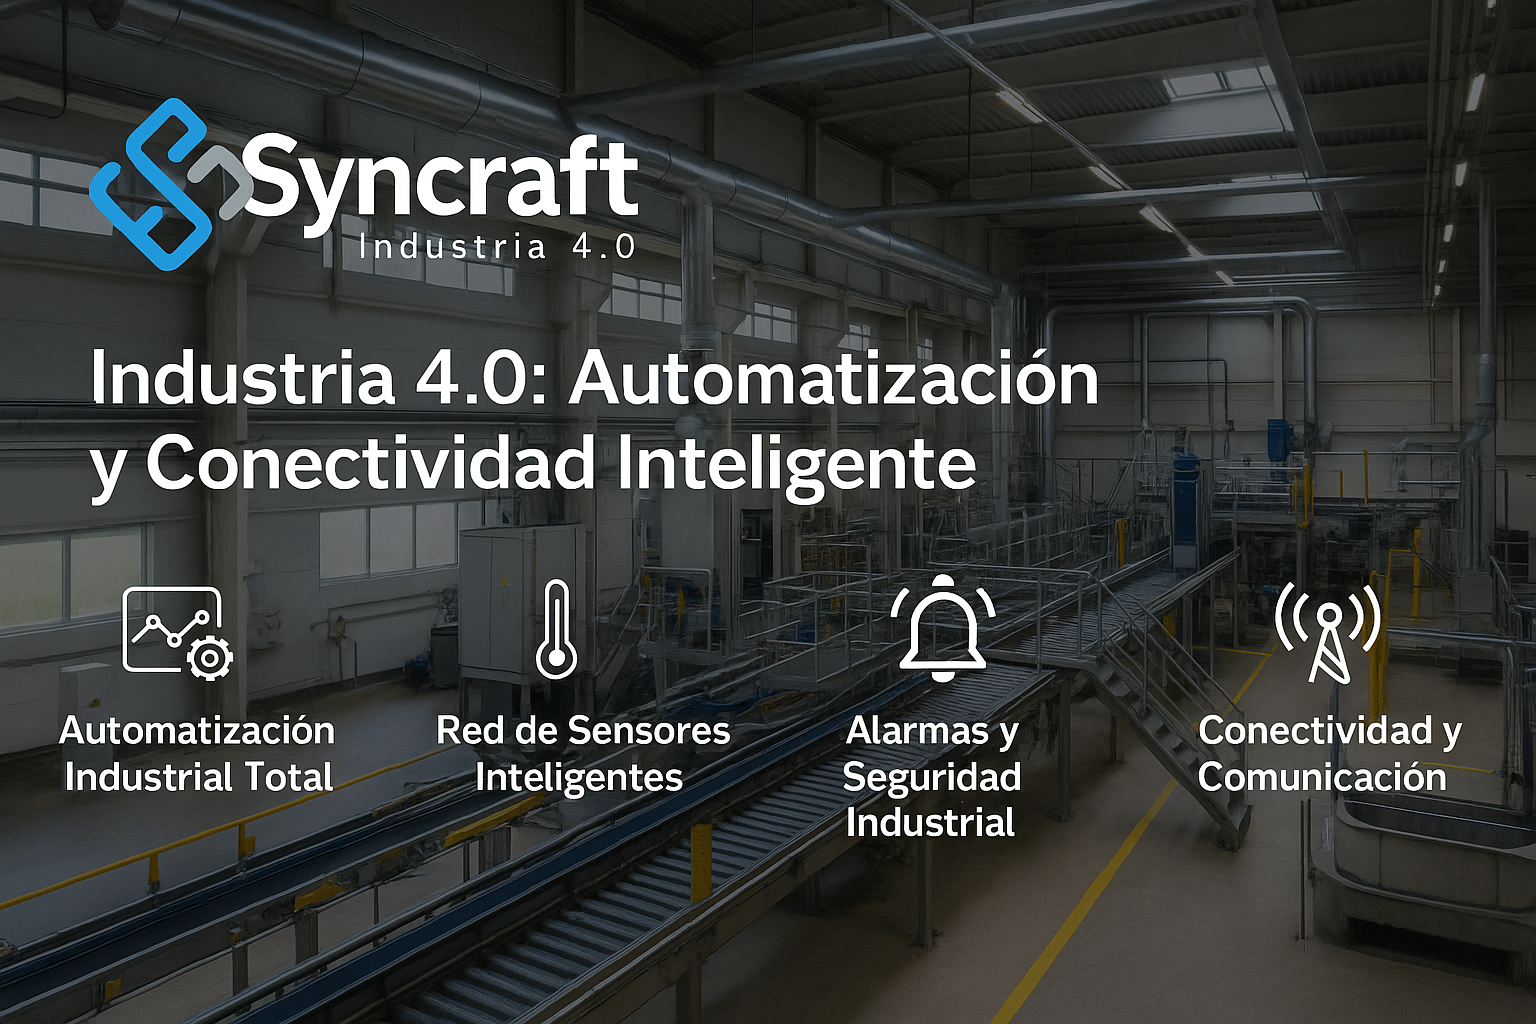 Syncraft
Industria 4.0
Industria 4.0: Automatización
y Conectividad Inteligente
Automatización
Industrial Total
Red de Sensores
Inteligentes
Alarmas y
Seguridad
Industrial
Conectividad y
Comunicación